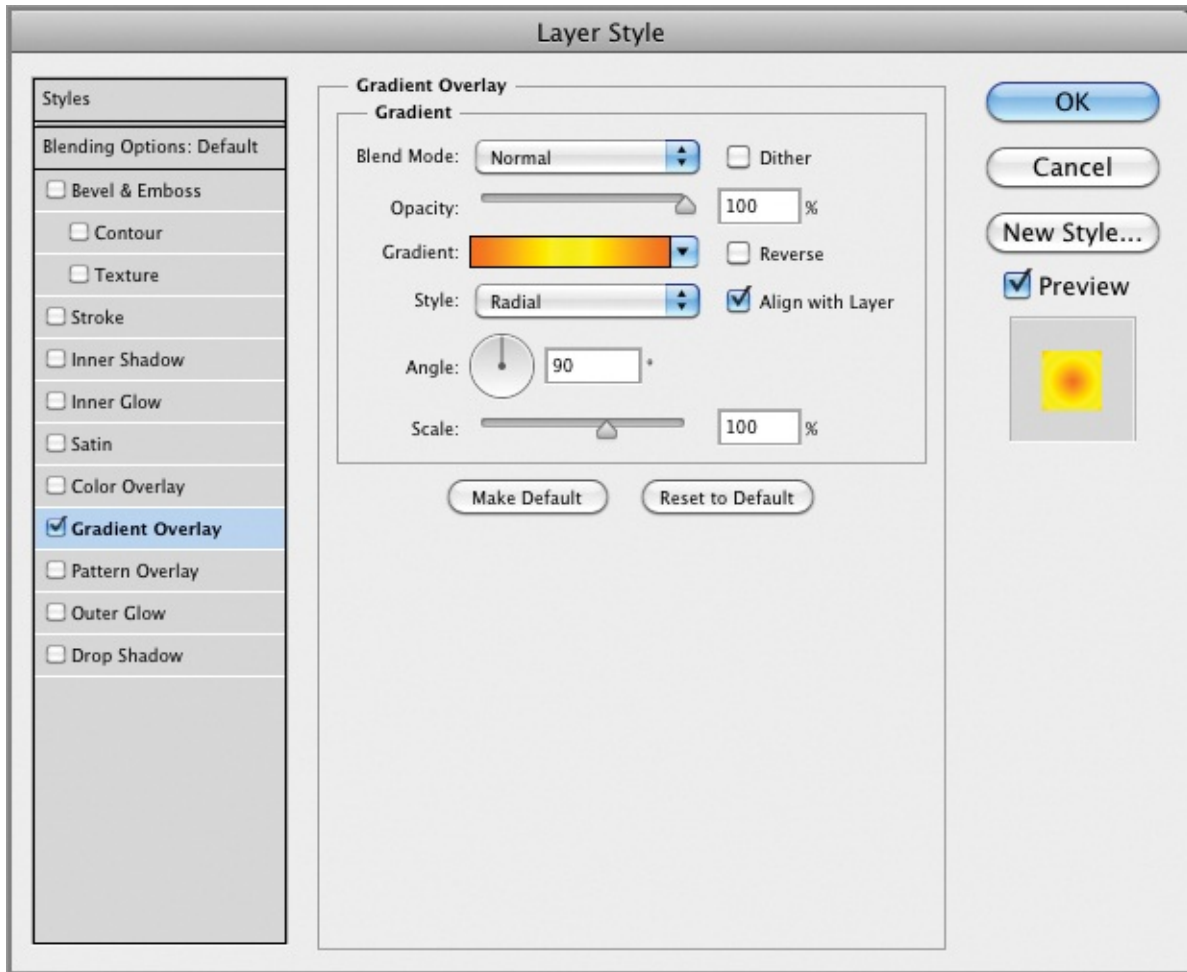 Layer Style
Styles
Blending Options: Default
Bevel & Emboss
Contour
Texture
Stroke
Inner Shadow
Inner Glow
Satin
Color Overlay
Gradient Overlay
Pattern Overlay
Outer Glow
Drop Shadow
Gradient Overlay
Gradient
Blend Mode: Normal Dither
Opacity: 100 %
Gradient: Reverse
Style: Radial Align with Layer
Angle: 90 °
Scale: 100 %
Make Default Reset to Default
OK
Cancel
New Style...
Preview